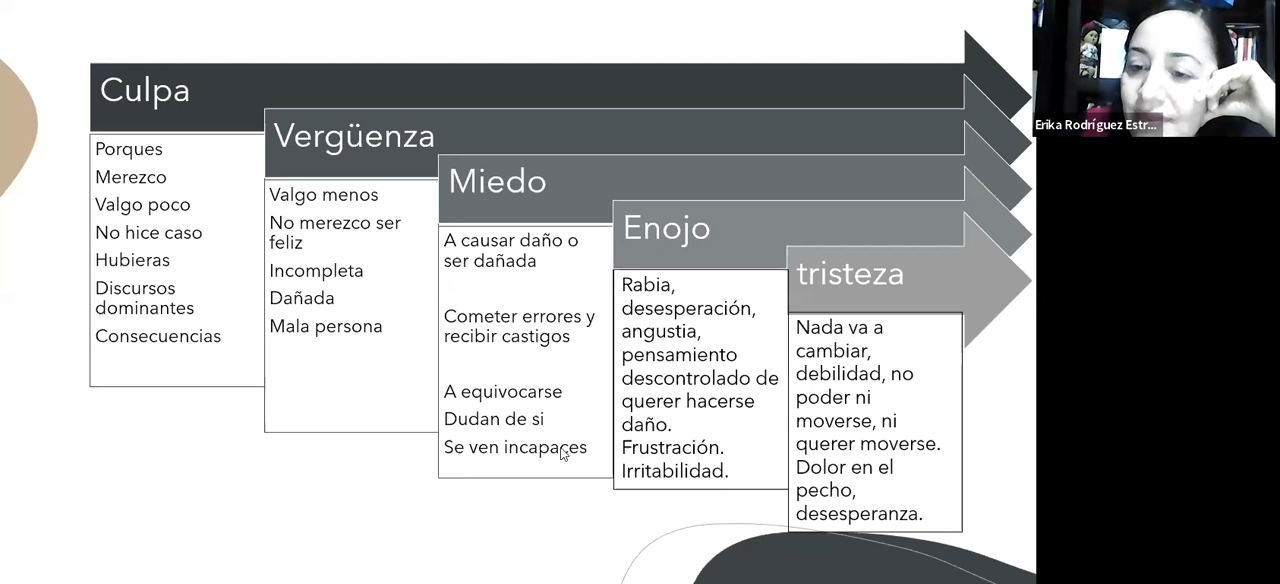 Culpa
Porques
Merezco
Valgo poco
No hice caso
Hubieras
Discursos
dominantes
Consecuencias
Vergüenza
Valgo menos
No merezco ser
feliz
Incompleta
Dañada
Mala persona
Miedo
A causar daño o
ser dañada
Cometer errores y
recibir castigos
A equivocarse
Dudan de si
Se ven incapaces
Enojo
Rabia,
desesperación,
angustia,
pensamiento
descontrolado de
querer hacerse
daño.
Frustración.
Irritabilidad.
tristeza
Nada va a
cambiar,
debilidad, no
poder ni
moverse, ni
querer moverse.
Dolor en el
pecho,
desesperanza.
Erika Rodríguez Estr...